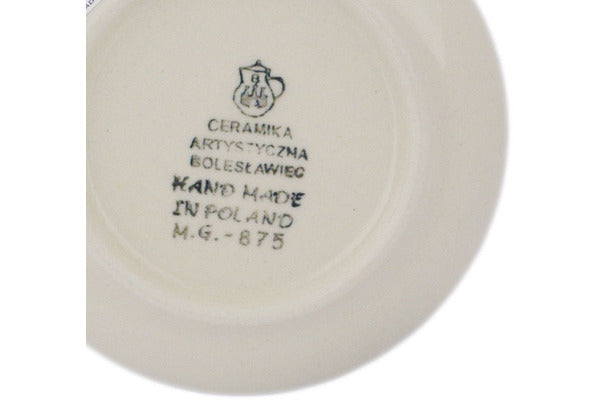 B
CERAMIKA
ARTYSTYCZNA
BOLESŁAWIEC
HAND MADE
IN POLAND
M.G.-875